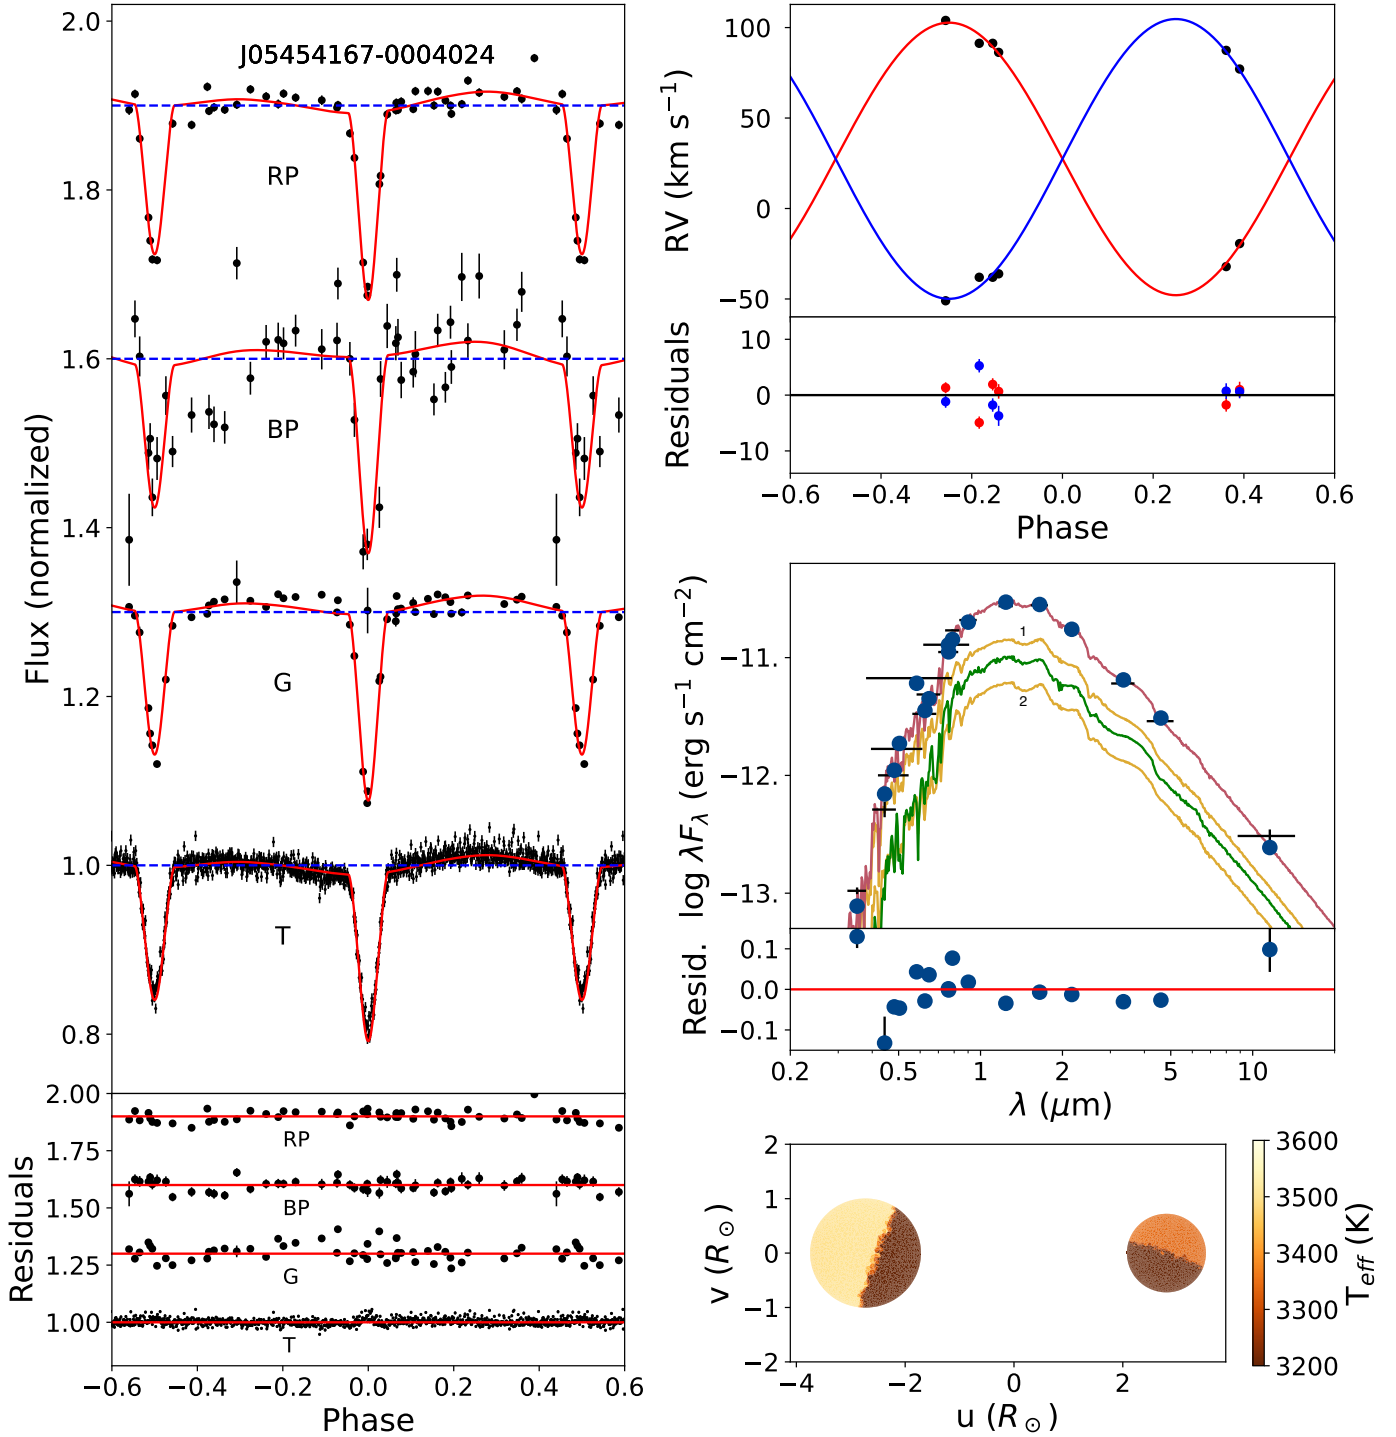 J05454167-0004024
Flux (normalized)
2.0
1.8
1.6
1.4
1.2
1.0
0.8
RP
BP
G
T
Residuals
2.00
1.75
1.50
1.25
1.00
RP
BP
G
T
−0.6 −0.4 −0.2 0.0 0.2 0.4 0.6
Phase
RV (km s⁻¹)
100
50
0
−50
Residuals
10
0
−10
−0.6 −0.4 −0.2 0.0 0.2 0.4 0.6
Phase
log λF_λ (erg s⁻¹ cm⁻²)
−11.
−12.
−13.
1
2
Resid.
0.1
0.0
−0.1
0.2 0.5 1 2 5 10
λ (μm)
v (R⊙)
2
1
0
−1
−2
−4 −2 0 2
u (R⊙)
3600
3500
3400
3300
3200
T_eff (K)